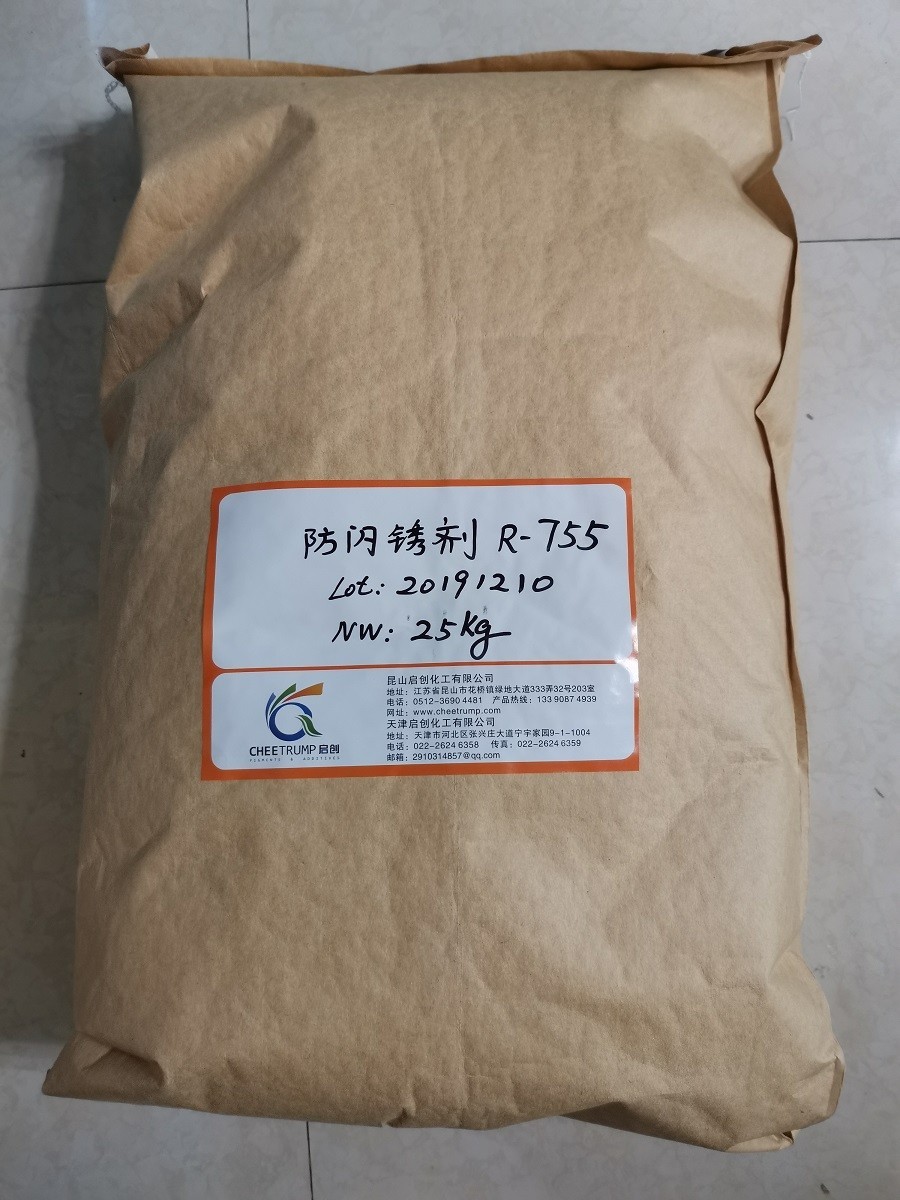 防闪锈剂 R-755
Lot: 20191210
NW: 25kg
昆山启创化工有限公司
地址：江苏省昆山市花桥镇绿地大道333弄32号203室
电话：0512-3690 4481 产品热线：133 9087 4939
网址：www.cheetrump.com
天津启创化工有限公司
地址：天津市河北区张兴庄大道宁宇家园9-1-1004
电话：022-2624 6358 传真：022-2624 6359
邮箱：2910314857@qq.com
CHEETRUMP 启创
PIGMENTS & ADDITIVES